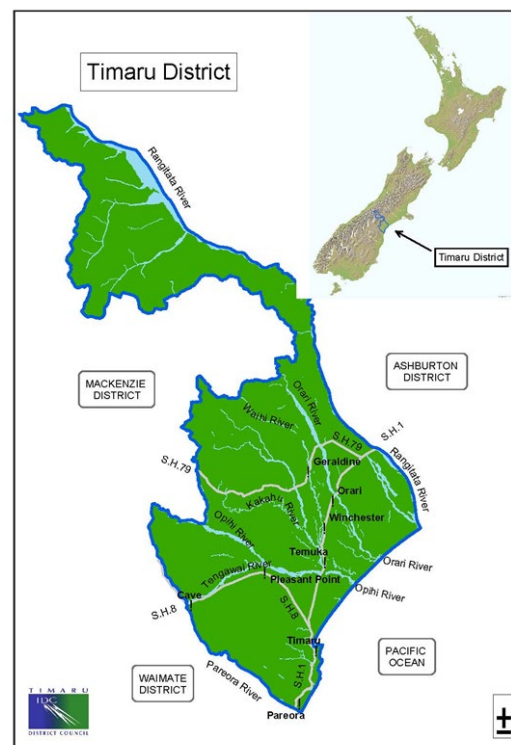 Timaru District
Rangitata River
Timaru District
ASHBURTON
DISTRICT
MACKENZIE
DISTRICT
Orari River
Waihi River
S.H.79
S.H.1
Rangitata River
S.H.79
Geraldine
Kakahu River
Orari
Winchester
Opihi River
Temuka
Orari River
Tengawai River
Pleasant Point
Opihi River
Cave
S.H.8
S.H.8
Timaru
PACIFIC
OCEAN
WAIMATE
DISTRICT
Pareora River
S.H.1
Pareora
TIMARU
DISTRICT COUNCIL